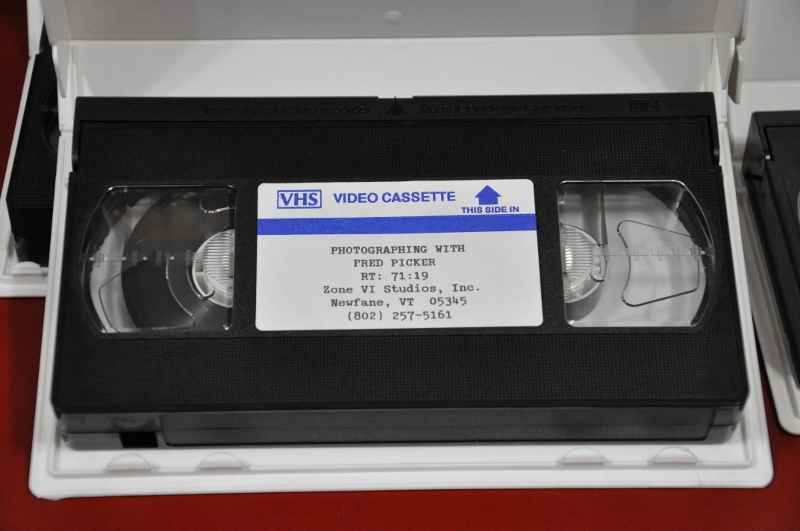 VHS VIDEO CASSETTE
THIS SIDE IN
PHOTOGRAPHING WITH
FRED PICKER
RT: 71:19
Zone VI Studios, Inc.
Newfane, VT 05345
(802) 257-5161